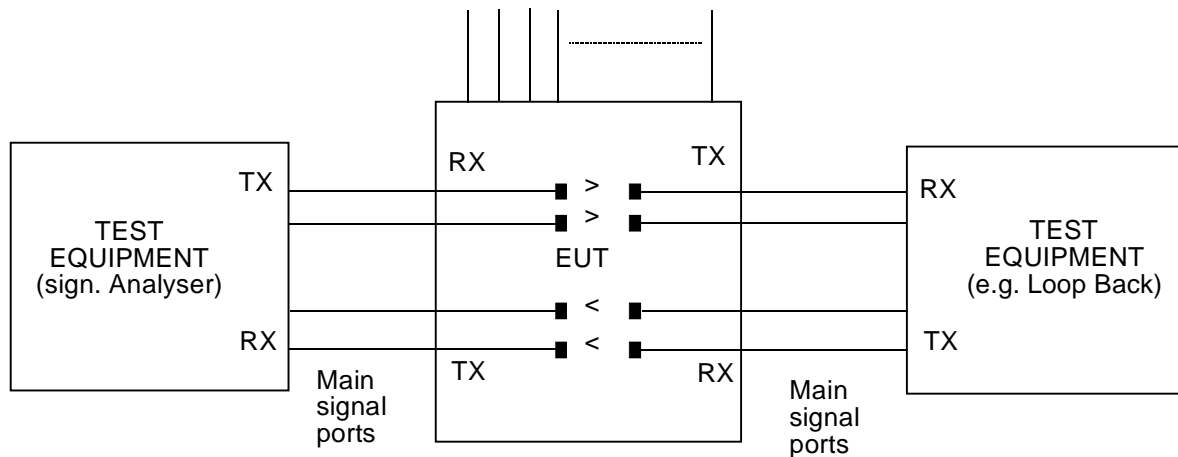 TX
TEST
EQUIPMENT
(sign. Analyser)
RX
Main
signal
ports
RX
TX
>
>
EUT
<
<
TX
RX
Main
signal
ports
RX
TEST
EQUIPMENT
(e.g. Loop Back)
TX